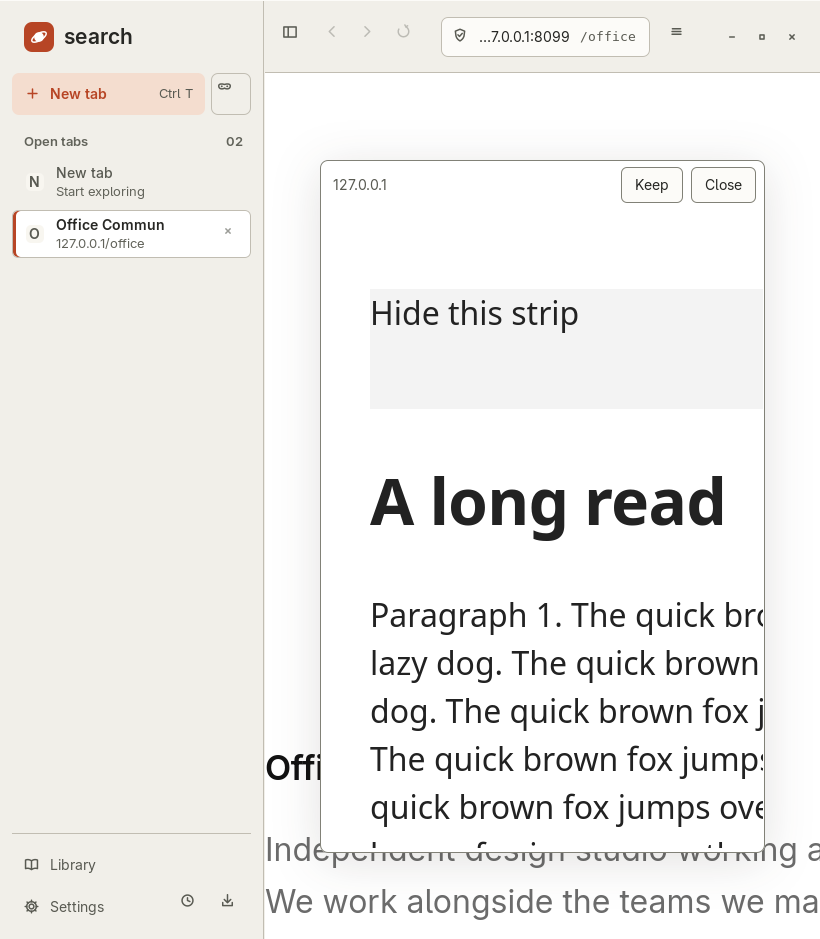 search
New tab
Ctrl T
Open tabs
02
N
New tab
Start exploring
O
Office Commun
127.0.0.1/office
Library
Settings
...7.0.0.1:8099 /office
127.0.0.1
Keep
Close
Hide this strip
A long read
Paragraph 1. The quick bro
lazy dog. The quick brown
dog. The quick brown fox j
The quick brown fox jumps
quick brown fox jumps ove
Offi
Independent design studio working a
We work alongside the teams we ma